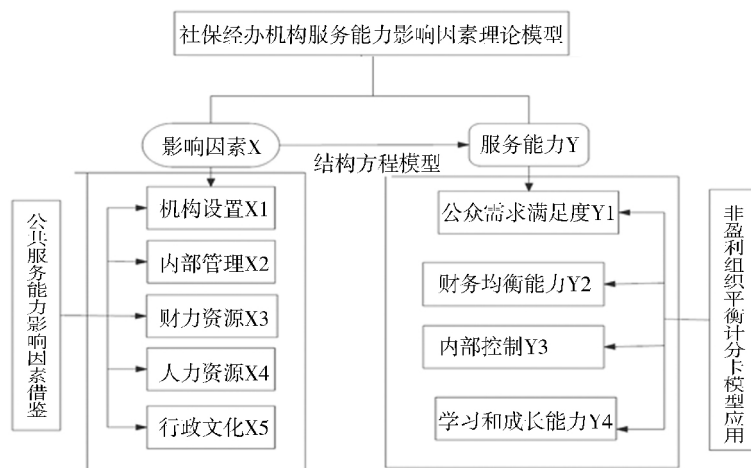 社保经办机构服务能力影响因素理论模型
影响因素X
服务能力Y
结构方程模型
公共服务能力影响因素借鉴
机构设置X1
内部管理X2
财力资源X3
人力资源X4
行政文化X5
公众需求满足度Y1
财务均衡能力Y2
内部控制Y3
学习和成长能力Y4
非盈利组织平衡计分卡模型应用